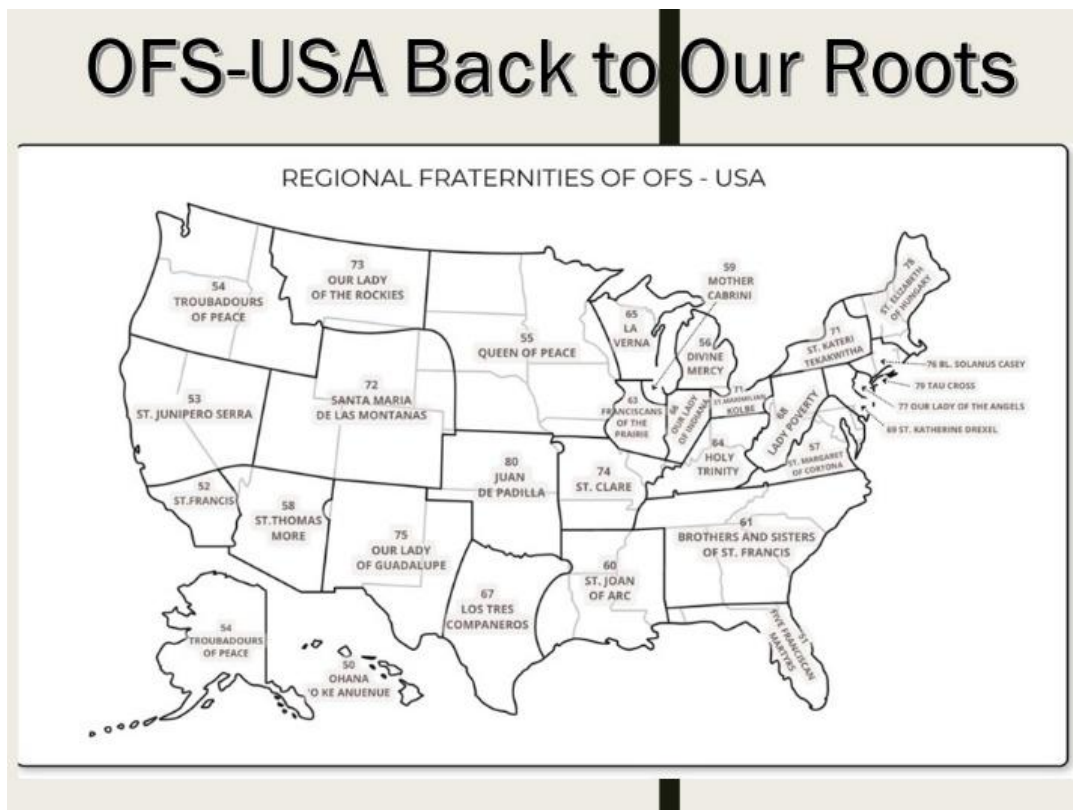 OFS-USA Back to Our Roots
REGIONAL FRATERNITIES OF OFS - USA
54
TROUBADOURS
OF PEACE
73
OUR LADY
OF THE ROCKIES
55
QUEEN OF PEACE
65
LA
VERNA
59
MOTHER
CABRINI
56
DIVINE
MERCY
71
ST. KATERI
TEKAKWITHA
78
ST. ELIZABETH
OF HUNGARY
76 BL. SOLANUS CASEY
79 TAU CROSS
77 OUR LADY OF THE ANGELS
69 ST. KATHERINE DREXEL
53
ST. JUNIPERO SERRA
72
SANTA MARIA
DE LAS MONTANAS
63
FRANCISCANS
OF THE
PRAIRIE
66
OUR LADY
OF INDIANA
71
ST. MAXIMILIAN
KOLBE
68
LADY POVERTY
57
ST. MARGARET
OF CORTONA
64
HOLY
TRINITY
52
ST.FRANCIS
58
ST.THOMAS
MORE
80
JUAN
DE PADILLA
74
ST. CLARE
75
OUR LADY
OF GUADALUPE
61
BROTHERS AND SISTERS
OF ST. FRANCIS
60
ST. JOAN
OF ARC
67
LOS TRES
COMPANEROS
51
FIVE FRANCISCAN
MARTYRS
54
TROUBADOURS
OF PEACE
50
OHANA
'O KE ANUENUE